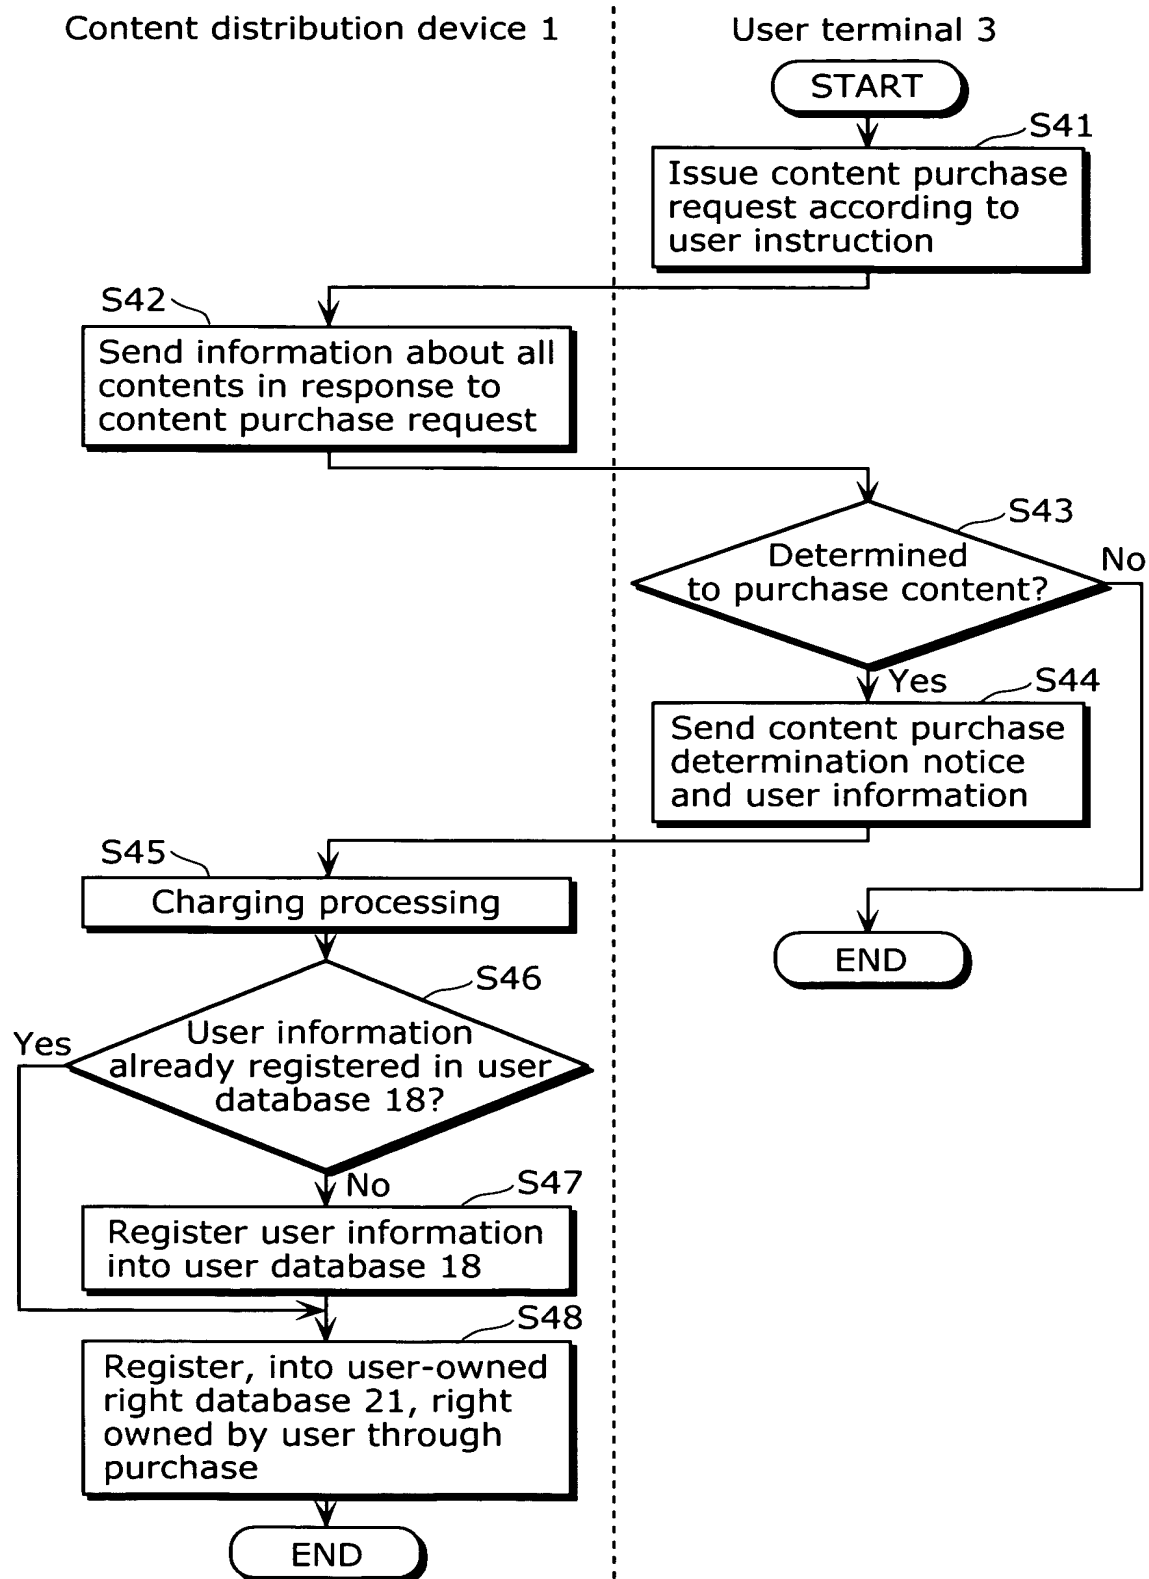 Content distribution device 1
User terminal 3
START
S41
Issue content purchase
request according to
user instruction
S42
Send information about all
contents in response to
content purchase request
S43
Determined
to purchase content?
No
Yes
S44
Send content purchase
determination notice
and user information
S45
Charging processing
END
S46
User information
already registered in user
database 18?
Yes
No
S47
Register user information
into user database 18
S48
Register, into user-owned
right database 21, right
owned by user through
purchase
END